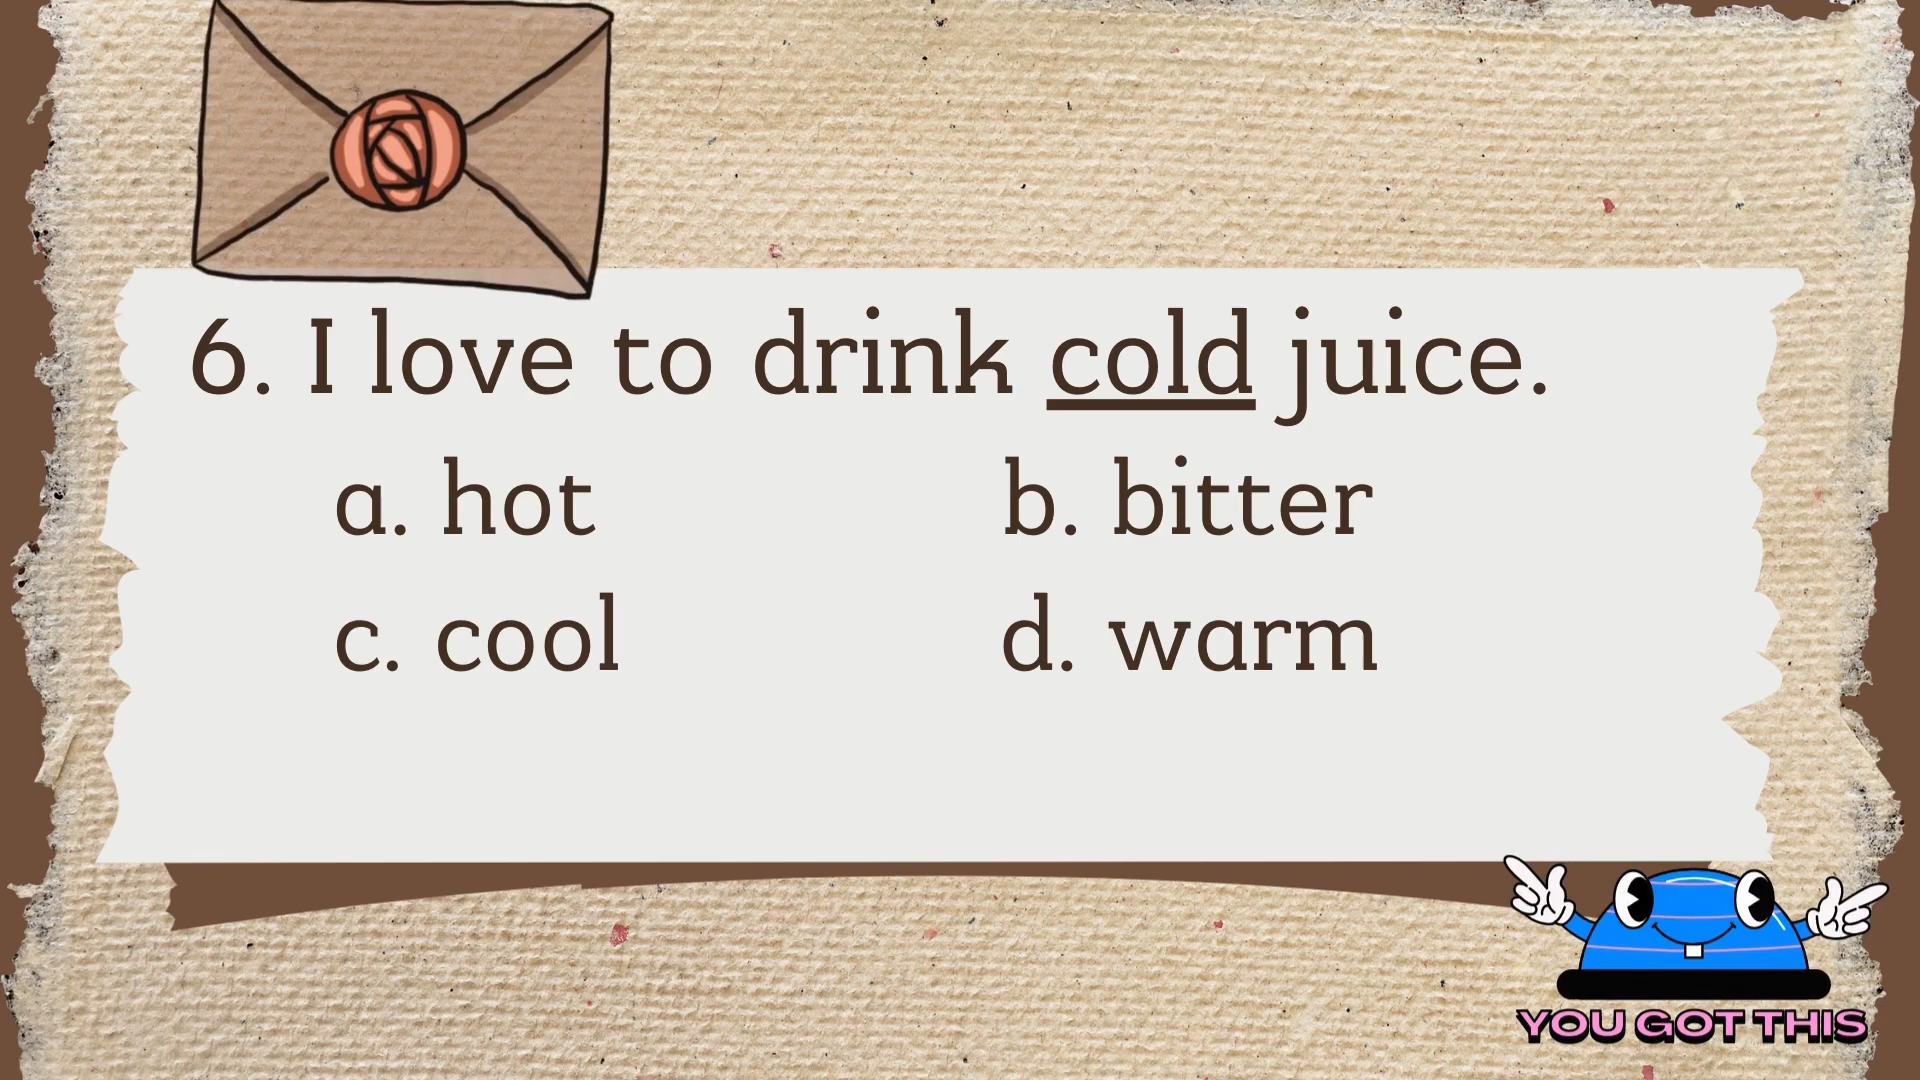 6. I love to drink cold juice.
a. hot
b. bitter
c. cool
d. warm
YOU GOT THIS